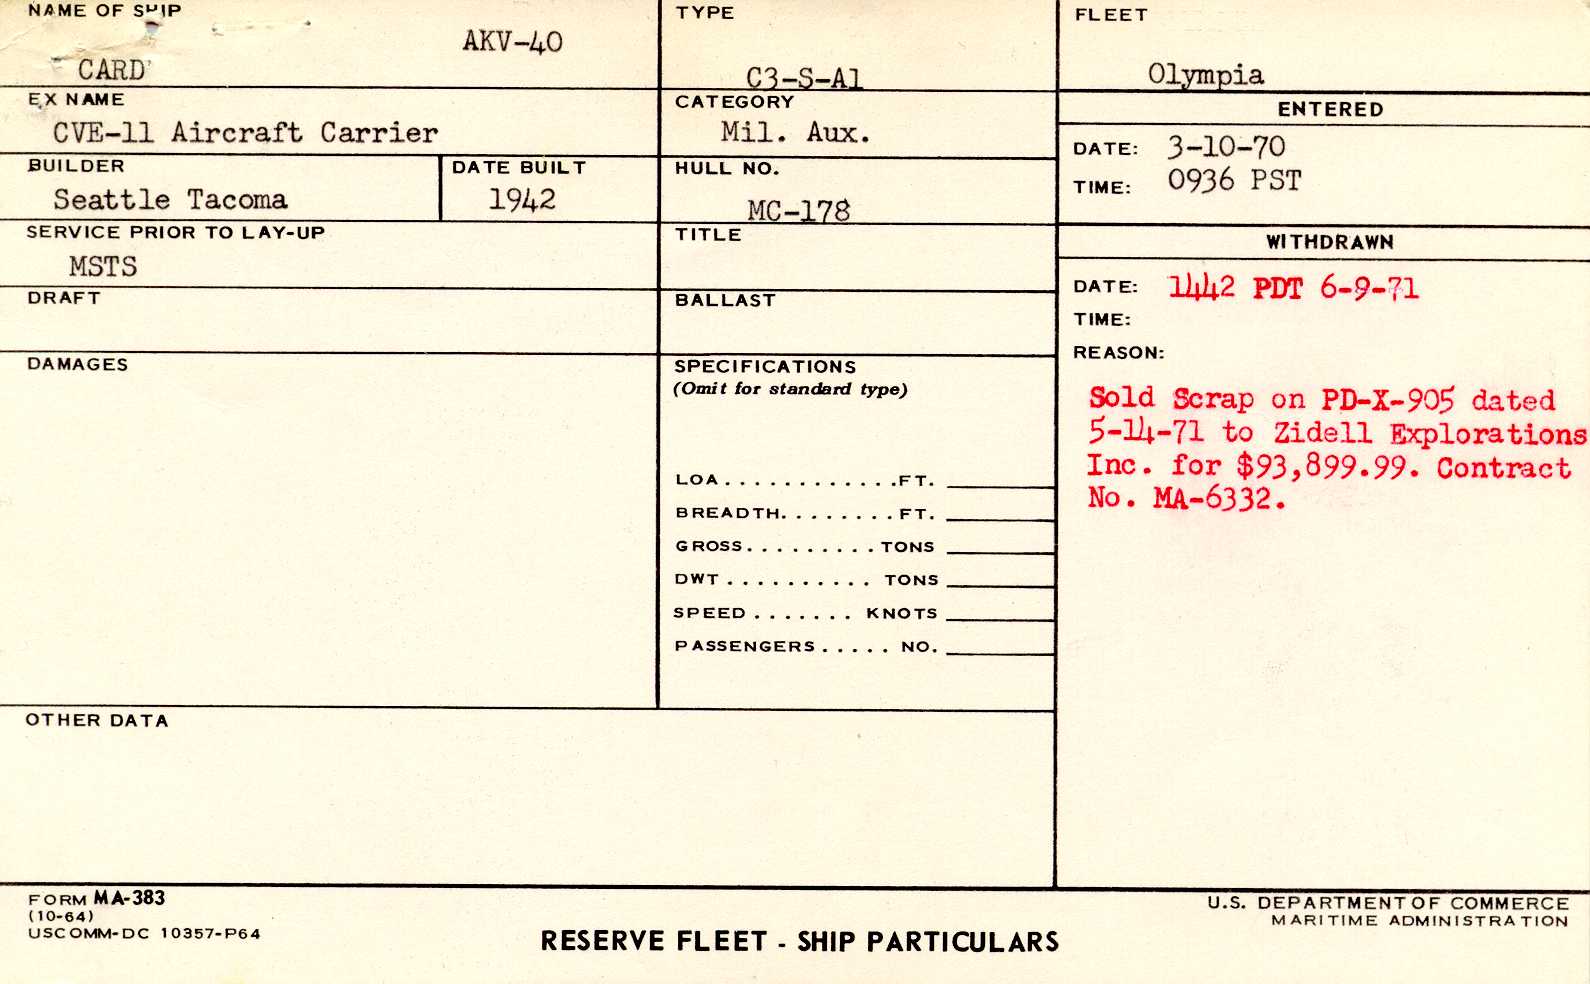 NAME OF SHIP
AKV-40
CARD
TYPE
C3-S-A1
FLEET
Olympia
EX NAME
CVE-11 Aircraft Carrier
CATEGORY
Mil. Aux.
ENTERED
DATE: 3-10-70
TIME: 0936 PST
BUILDER
Seattle Tacoma
DATE BUILT
1942
HULL NO.
MC-178
SERVICE PRIOR TO LAY-UP
MSTS
TITLE
WITHDRAWN
DATE: 1442 PDT 6-9-71
TIME:
REASON:
Sold Scrap on PD-X-905 dated
5-14-71 to Zidell Explorations
Inc. for $93,899.99. Contract
No. MA-6332.
DRAFT
BALLAST
DAMAGES
SPECIFICATIONS
(Omit for standard type)
LOA............FT.
BREADTH........FT.
GROSS.........TONS
DWT.......... TONS
SPEED....... KNOTS
PASSENGERS..... NO.
OTHER DATA
FORM MA-383
(10-64)
USCOMM-DC 10357-P64
RESERVE FLEET - SHIP PARTICULARS
U.S. DEPARTMENT OF COMMERCE
MARITIME ADMINISTRATION